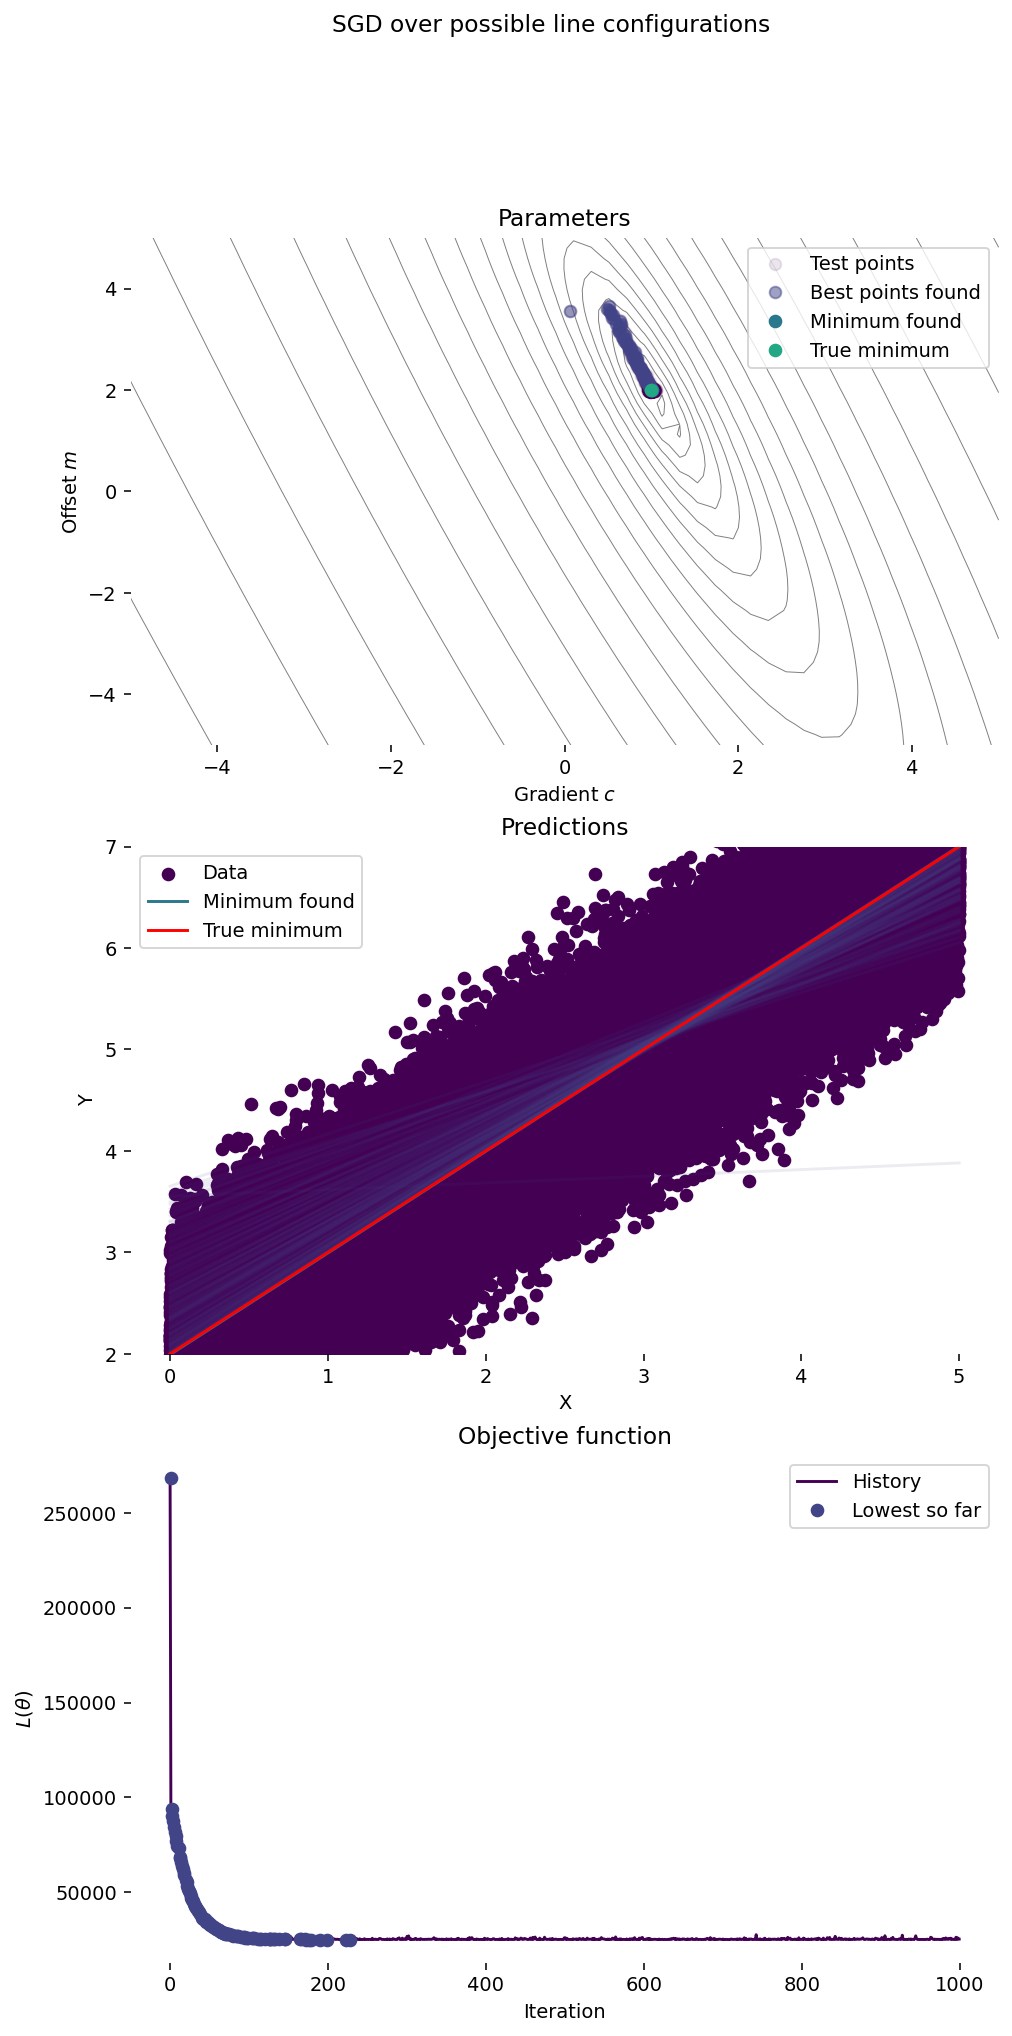 SGD over possible line configurations
Parameters
Test points
Best points found
Minimum found
True minimum
4
2
0
−2
−4
Offset m
−4
−2
0
2
4
Gradient c
Predictions
Data
Minimum found
True minimum
7
6
5
4
3
2
Y
0
1
2
3
4
5
X
Objective function
History
Lowest so far
250000
200000
150000
100000
50000
L(θ)
0
200
400
600
800
1000
Iteration